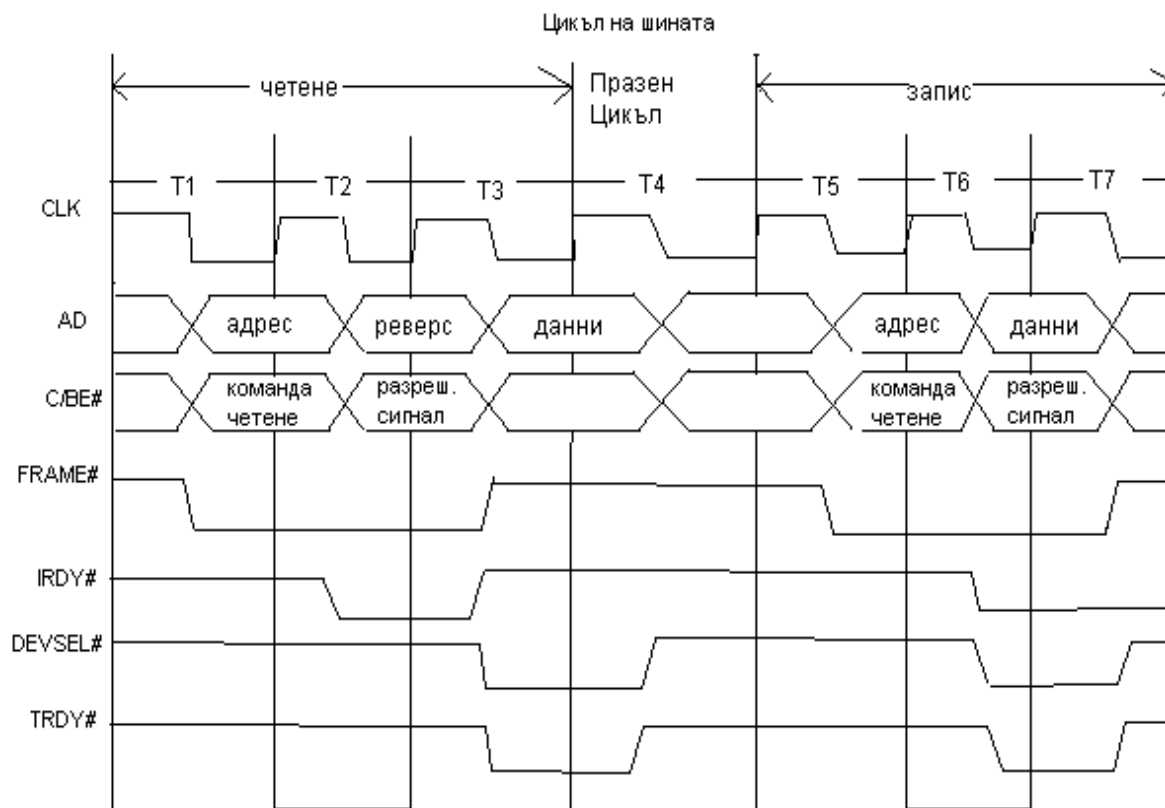 Цикъл на шината
четене
Празен
Цикъл
запис
T1
T2
T3
T4
T5
T6
T7
CLK
AD
адрес
реверс
данни
адрес
данни
C/BE#
команда
четене
разреш.
сигнал
команда
четене
разреш.
сигнал
FRAME#
IRDY#
DEVSEL#
TRDY#